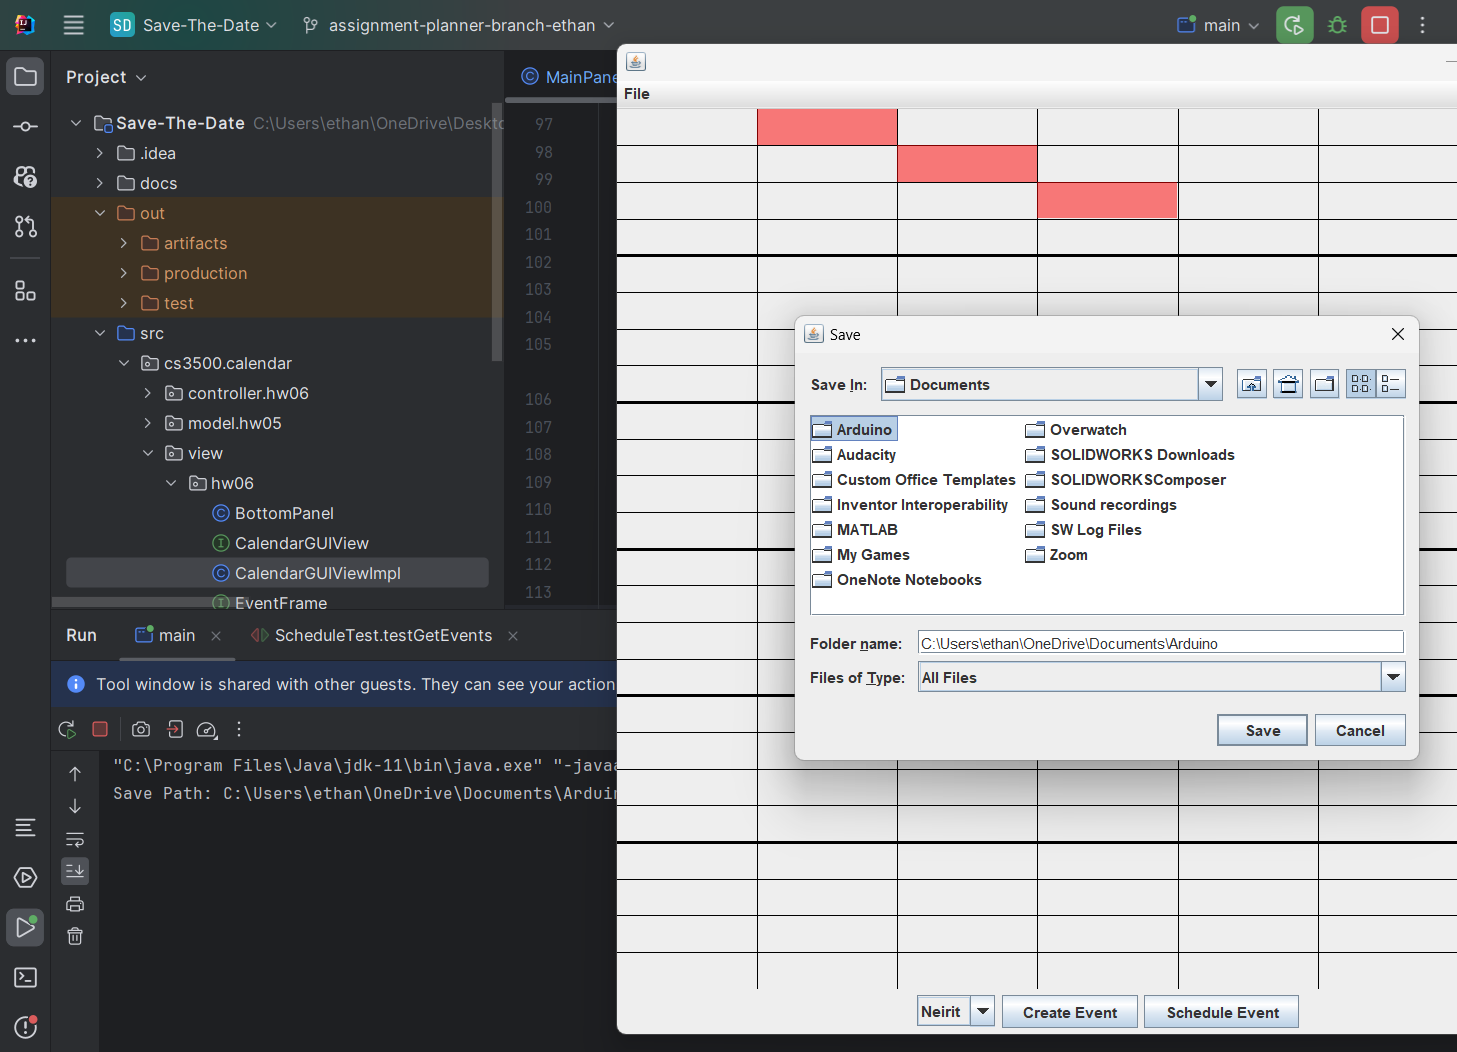 SD Save-The-Date
assignment-planner-branch-ethan
main
Project
MainPane
Save-The-Date C:\Users\ethan\OneDrive\Deskto
.idea
docs
out
artifacts
production
test
src
cs3500.calendar
controller.hw06
model.hw05
view
hw06
BottomPanel
CalendarGUIView
CalendarGUIViewImpl
EventFrame
97
98
99
100
101
102
103
104
105
106
107
108
109
110
111
112
113
File
Save
Save In:
Documents
Arduino
Audacity
Custom Office Templates
Inventor Interoperability
MATLAB
My Games
OneNote Notebooks
Overwatch
SOLIDWORKS Downloads
SOLIDWORKSComposer
Sound recordings
SW Log Files
Zoom
Folder name:
C:\Users\ethan\OneDrive\Documents\Arduino
Files of Type:
All Files
Save
Cancel
Neirit
Create Event
Schedule Event
Run
main
ScheduleTest.testGetEvents
Tool window is shared with other guests. They can see your action
"C:\Program Files\Java\jdk-11\bin\java.exe" "-javaa
Save Path: C:\Users\ethan\OneDrive\Documents\Arduin